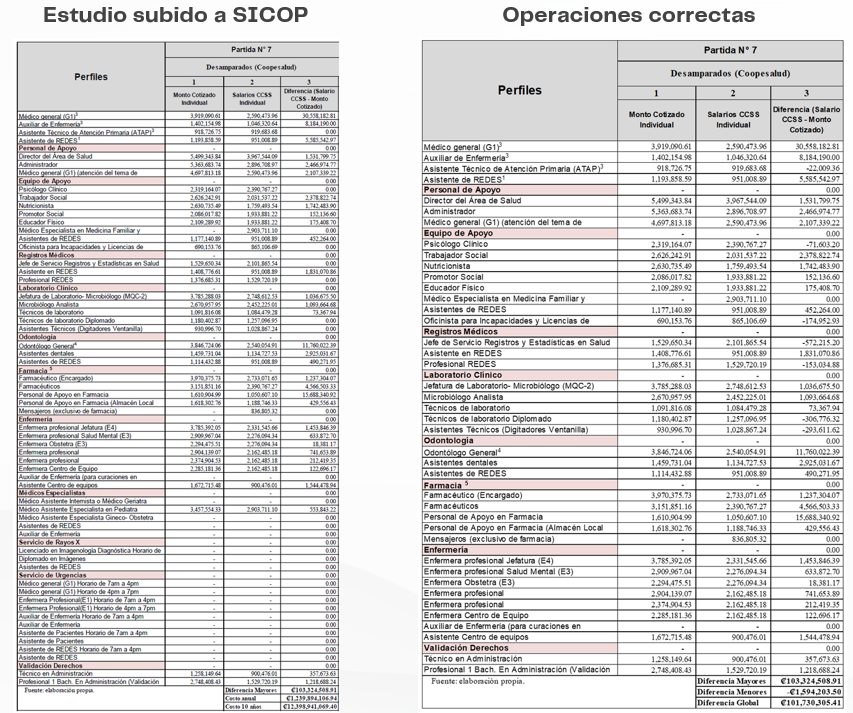 Estudio subido a SICOP
Perfiles
Partida N° 7
Desamparados (Coopesalud)
1 2 3
Monto Cotizado Individual
Salarios CCSS Individual
Diferencia (Salario CCSS - Monto Cotizado)
Médico general (G1)3 3,919,090.61 2,590,473.96 30,558,182.81
Auxiliar de Enfermería3 1,402,154.98 1,046,320.64 8,184,190.00
Asistente Técnico de Atención Primaria (ATAP)3 918,726.75 919,683.68 0.00
Asistente de REDES1 1,193,858.59 951,008.89 5,585,542.97
Personal de Apoyo - - 0.00
Director del Área de Salud 5,499,343.84 3,967,544.09 1,531,799.75
Administrador 5,363,683.74 2,896,708.97 2,466,974.77
Médico general (G1) (atención del tema de 4,697,813.18 2,590,473.96 2,107,339.22
Equipo de Apoyo - - 0.00
Psicólogo Clínico 2,319,164.07 2,390,767.27 0.00
Trabajador Social 2,626,242.91 2,031,537.22 2,378,822.74
Nutricionista 2,630,735.49 1,759,493.54 1,742,483.90
Promotor Social 2,086,017.82 1,933,881.22 152,136.60
Educador Físico 2,109,289.92 1,933,881.22 175,408.70
Médico Especialista en Medicina Familiar y - 2,903,711.10 0.00
Asistentes de REDES 1,177,140.89 951,008.89 452,264.00
Oficinista para Incapacidades y Licencias de 690,153.76 865,106.69 0.00
Registros Médicos - - 0.00
Jefe de Servicio Registros y Estadísticas en Salud 1,529,650.34 2,101,865.54 0.00
Asistente en REDES 1,408,776.61 951,008.89 1,831,070.86
Profesional REDES 1,376,685.31 1,529,720.19 0.00
Laboratorio Clínico - - 0.00
Jefatura de Laboratorio- Microbiólogo (MQC-2) 3,785,288.03 2,748,612.53 1,036,675.50
Microbiólogo Analista 2,670,957.95 2,452,225.01 1,093,664.68
Técnicos de laboratorio 1,091,816.08 1,084,479.28 73,367.94
Técnicos de laboratorio Diplomado 1,180,402.87 1,257,096.95 0.00
Asistentes Técnicos (Digitadores Ventanilla) 930,996.70 1,028,867.24 0.00
Odontología - - 0.00
Odontólogo General4 3,846,724.06 2,540,054.91 11,760,022.39
Asistentes dentales 1,459,731.04 1,134,727.53 2,925,031.67
Asistentes de REDES 1,114,432.88 951,008.89 490,271.95
Farmacia 5 - - 0.00
Farmacéutico (Encargado) 3,970,375.73 2,733,071.65 1,237,304.07
Farmacéuticos 3,151,851.16 2,390,767.27 4,566,503.33
Personal de Apoyo en Farmacia 1,610,904.99 1,050,607.10 15,688,340.92
Personal de Apoyo en Farmacia (Almacén Local 1,618,302.76 1,188,746.33 429,556.43
Mensajeros (exclusivo de farmacia) - 836,805.32 0.00
Enfermería - - 0.00
Enfermera profesional Jefatura (E4) 3,785,392.05 2,331,545.66 1,453,846.39
Enfermera profesional Salud Mental (E3) 2,909,967.04 2,276,094.34 633,872.70
Enfermera Obstetra (E3) 2,294,475.51 2,276,094.34 18,381.17
Enfermera profesional 2,904,139.07 2,162,485.18 741,653.89
Enfermera profesional 2,374,904.53 2,162,485.18 212,419.35
Enfermera Centro de Equipo 2,285,181.36 2,162,485.18 122,696.17
Auxiliar de Enfermería (para curaciones en - - 0.00
Asistente Centro de equipos 1,672,715.48 900,476.01 1,544,478.94
Médicos Especialistas - - 0.00
Médico Asistente Internista o Médico Geriatra - - 0.00
Médico Asistente Especialista en Pediatra 3,457,554.33 2,903,711.10 553,843.22
Médico Asistente Especialista Gineco- Obstetra - - 0.00
Asistentes de REDES - - 0.00
Auxiliar de Enfermería - - 0.00
Servicio de Rayos X - - 0.00
Licenciado en Imagenología Diagnóstica Horario de - - 0.00
Diplomado en Imágenes - - 0.00
Asistentes de REDES - - 0.00
Servicio de Urgencias - - 0.00
Médico general (G1) Horario de 7am a 4pm - - 0.00
Médico general (G1) Horario de 4pm a 7pm - - 0.00
Enfermera Profesional(E1) Horario de 7am a 4pm - - 0.00
Enfermera Profesional(E1) Horario de 4pm a 7pm - - 0.00
Auxiliar de Enfermería Horario de 7am a 4pm - - 0.00
Auxiliar de Enfermería - - 0.00
Asistente de Pacientes Horario de 7am a 4pm - - 0.00
Asistente de Pacientes - - 0.00
Asistente de REDES Horario de 7am a 4pm - - 0.00
Asistente de REDES - - 0.00
Validación Derechos - - 0.00
Técnico en Administración 1,258,149.64 900,476.01 357,673.63
Profesional 1 Bach. En Administración (Validación 2,748,408.43 1,529,720.19 1,218,688.24
Fuente: elaboración propia. Diferencia Mayores ₡103,324,508.91
Costo anual ₡1,239,894,106.94
Costo 10 años ₡12,398,941,069.40
Operaciones correctas
Perfiles
Partida N° 7
Desamparados (Coopesalud)
1 2 3
Monto Cotizado Individual
Salarios CCSS Individual
Diferencia (Salario CCSS - Monto Cotizado)
Médico general (G1)3 3,919,090.61 2,590,473.96 30,558,182.81
Auxiliar de Enfermería3 1,402,154.98 1,046,320.64 8,184,190.00
Asistente Técnico de Atención Primaria (ATAP)3 918,726.75 919,683.68 -22,009.36
Asistente de REDES1 1,193,858.59 951,008.89 5,585,542.97
Personal de Apoyo - - 0.00
Director del Área de Salud 5,499,343.84 3,967,544.09 1,531,799.75
Administrador 5,363,683.74 2,896,708.97 2,466,974.77
Médico general (G1) (atención del tema de 4,697,813.18 2,590,473.96 2,107,339.22
Equipo de Apoyo - - 0.00
Psicólogo Clínico 2,319,164.07 2,390,767.27 -71,603.20
Trabajador Social 2,626,242.91 2,031,537.22 2,378,822.74
Nutricionista 2,630,735.49 1,759,493.54 1,742,483.90
Promotor Social 2,086,017.82 1,933,881.22 152,136.60
Educador Físico 2,109,289.92 1,933,881.22 175,408.70
Médico Especialista en Medicina Familiar y - 2,903,711.10 0.00
Asistentes de REDES 1,177,140.89 951,008.89 452,264.00
Oficinista para Incapacidades y Licencias de 690,153.76 865,106.69 -174,952.93
Registros Médicos - - 0.00
Jefe de Servicio Registros y Estadísticas en Salud 1,529,650.34 2,101,865.54 -572,215.20
Asistente en REDES 1,408,776.61 951,008.89 1,831,070.86
Profesional REDES 1,376,685.31 1,529,720.19 -153,034.88
Laboratorio Clínico - - 0.00
Jefatura de Laboratorio- Microbiólogo (MQC-2) 3,785,288.03 2,748,612.53 1,036,675.50
Microbiólogo Analista 2,670,957.95 2,452,225.01 1,093,664.68
Técnicos de laboratorio 1,091,816.08 1,084,479.28 73,367.94
Técnicos de laboratorio Diplomado 1,180,402.87 1,257,096.95 -306,776.32
Asistentes Técnicos (Digitadores Ventanilla) 930,996.70 1,028,867.24 -293,611.62
Odontología - - 0.00
Odontólogo General4 3,846,724.06 2,540,054.91 11,760,022.39
Asistentes dentales 1,459,731.04 1,134,727.53 2,925,031.67
Asistentes de REDES 1,114,432.88 951,008.89 490,271.95
Farmacia 5 - - 0.00
Farmacéutico (Encargado) 3,970,375.73 2,733,071.65 1,237,304.07
Farmacéuticos 3,151,851.16 2,390,767.27 4,566,503.33
Personal de Apoyo en Farmacia 1,610,904.99 1,050,607.10 15,688,340.92
Personal de Apoyo en Farmacia (Almacén Local 1,618,302.76 1,188,746.33 429,556.43
Mensajeros (exclusivo de farmacia) - 836,805.32 0.00
Enfermería - - 0.00
Enfermera profesional Jefatura (E4) 3,785,392.05 2,331,545.66 1,453,846.39
Enfermera profesional Salud Mental (E3) 2,909,967.04 2,276,094.34 633,872.70
Enfermera Obstetra (E3) 2,294,475.51 2,276,094.34 18,381.17
Enfermera profesional 2,904,139.07 2,162,485.18 741,653.89
Enfermera profesional 2,374,904.53 2,162,485.18 212,419.35
Enfermera Centro de Equipo 2,285,181.36 2,162,485.18 122,696.17
Auxiliar de Enfermería (para curaciones en - - 0.00
Asistente Centro de equipos 1,672,715.48 900,476.01 1,544,478.94
Validación Derechos - - 0.00
Técnico en Administración 1,258,149.64 900,476.01 357,673.63
Profesional 1 Bach. En Administración (Validación 2,748,408.43 1,529,720.19 1,218,688.24
Fuente: elaboración propia. Diferencia Mayores ₡103,324,508.91
Diferencia Menores -₡1,594,203.50
Diferencia Global ₡101,730,305.41